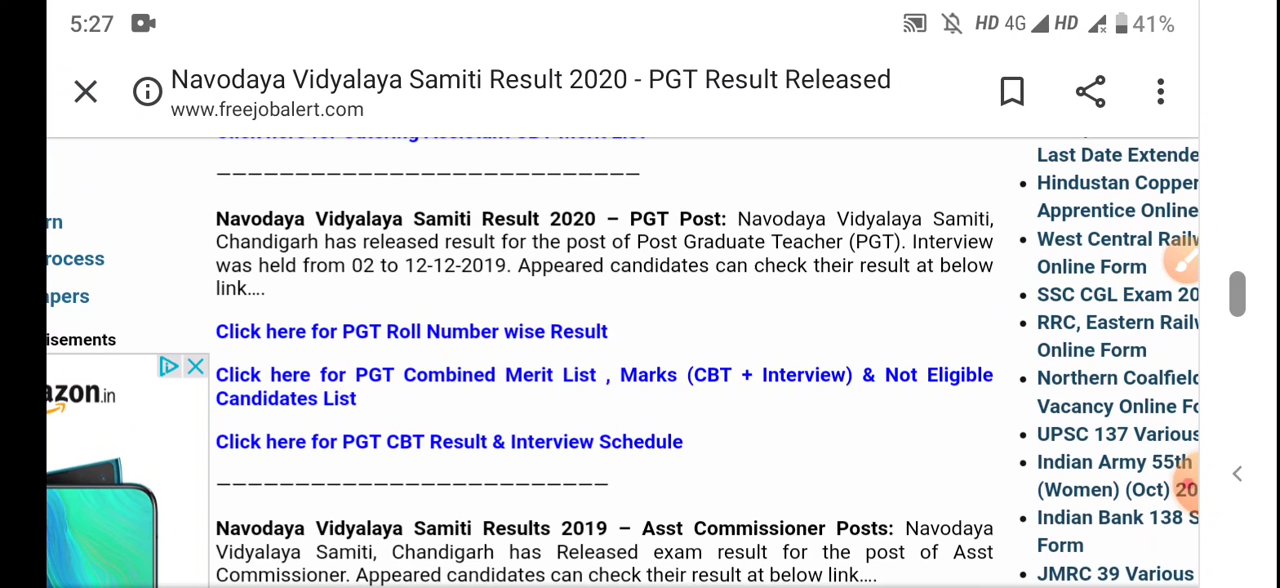 5:27
HD 4G HD 41%
Navodaya Vidyalaya Samiti Result 2020 - PGT Result Released
www.freejobalert.com
Navodaya Vidyalaya Samiti Result 2020 – PGT Post: Navodaya Vidyalaya Samiti,
Chandigarh has released result for the post of Post Graduate Teacher (PGT). Interview
was held from 02 to 12-12-2019. Appeared candidates can check their result at below
link....
Click here for PGT Roll Number wise Result
Click here for PGT Combined Merit List , Marks (CBT + Interview) & Not Eligible
Candidates List
Click here for PGT CBT Result & Interview Schedule
Navodaya Vidyalaya Samiti Results 2019 – Asst Commissioner Posts: Navodaya
Vidyalaya Samiti, Chandigarh has Released exam result for the post of Asst
Commissioner. Appeared candidates can check their result at below link....
rn
rocess
apers
isements
azon.in
Last Date Extende
Hindustan Copper
Apprentice Online
West Central Railw
Online Form
SSC CGL Exam 20
RRC, Eastern Railw
Online Form
Northern Coalfield
Vacancy Online Fo
UPSC 137 Various
Indian Army 55th
(Women) (Oct) 20
Indian Bank 138 S
Form
JMRC 39 Various